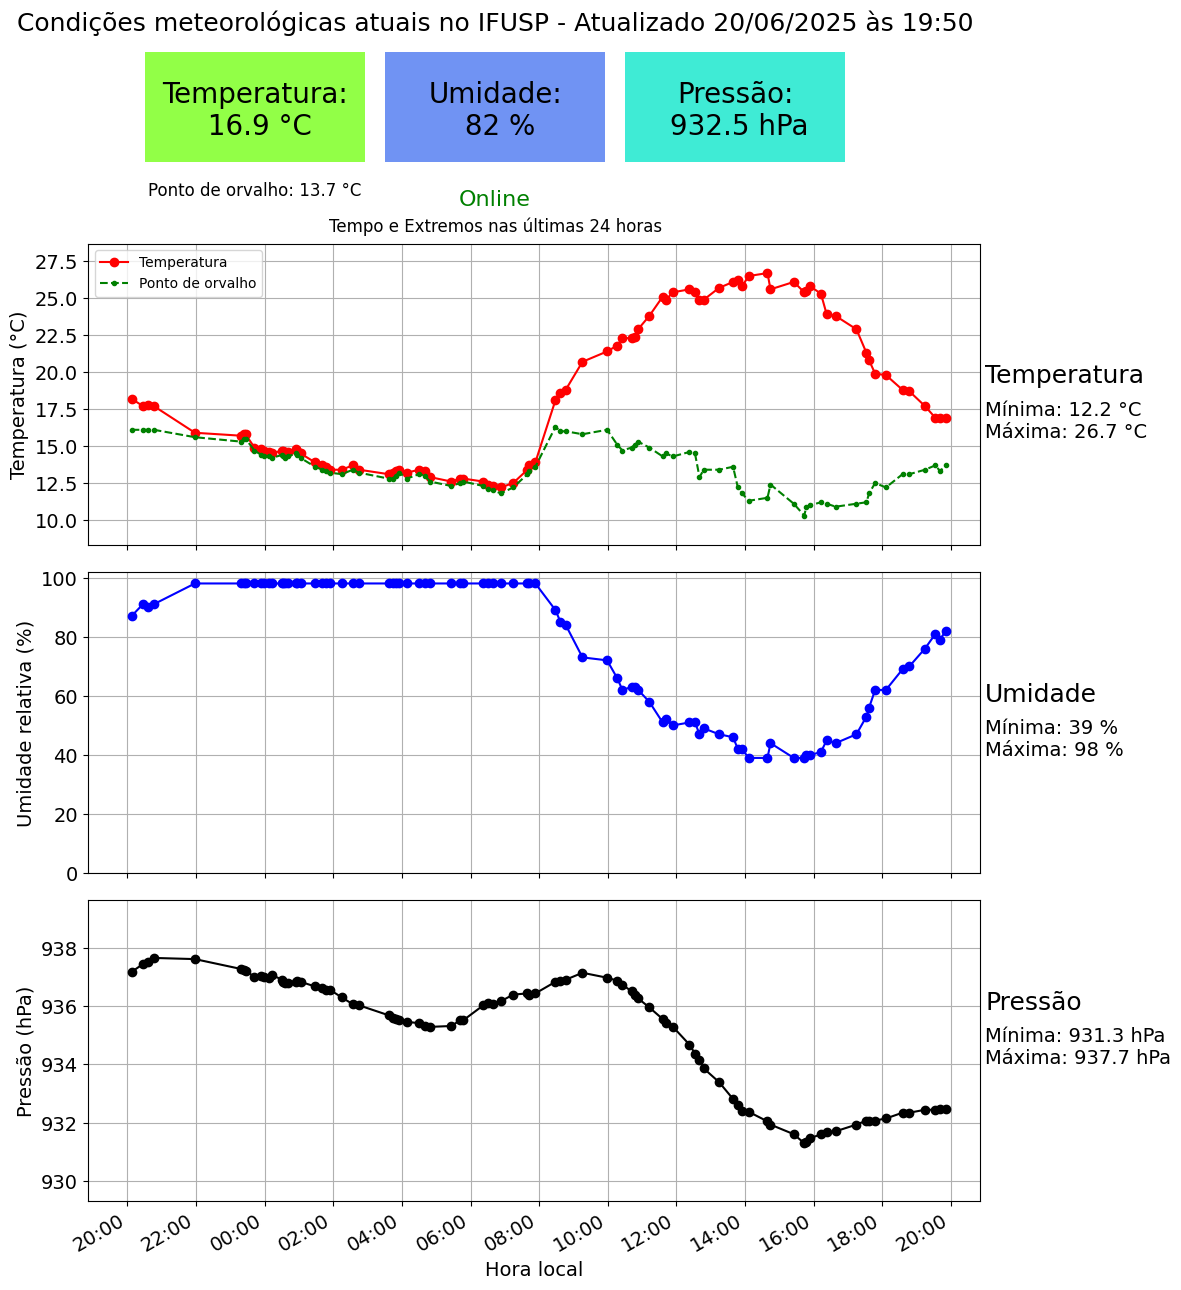 Condições meteorológicas atuais no IFUSP - Atualizado 20/06/2025 às 19:50
Temperatura:
16.9 °C
Umidade:
82 %
Pressão:
932.5 hPa
Ponto de orvalho: 13.7 °C
Online
Tempo e Extremos nas últimas 24 horas
Temperatura
Ponto de orvalho
Temperatura (°C)
27.5
25.0
22.5
20.0
17.5
15.0
12.5
10.0
Temperatura
Mínima: 12.2 °C
Máxima: 26.7 °C
Umidade relativa (%)
100
80
60
40
20
0
Umidade
Mínima: 39 %
Máxima: 98 %
Pressão (hPa)
938
936
934
932
930
Pressão
Mínima: 931.3 hPa
Máxima: 937.7 hPa
20:00 22:00 00:00 02:00 04:00 06:00 08:00 10:00 12:00 14:00 16:00 18:00 20:00
Hora local